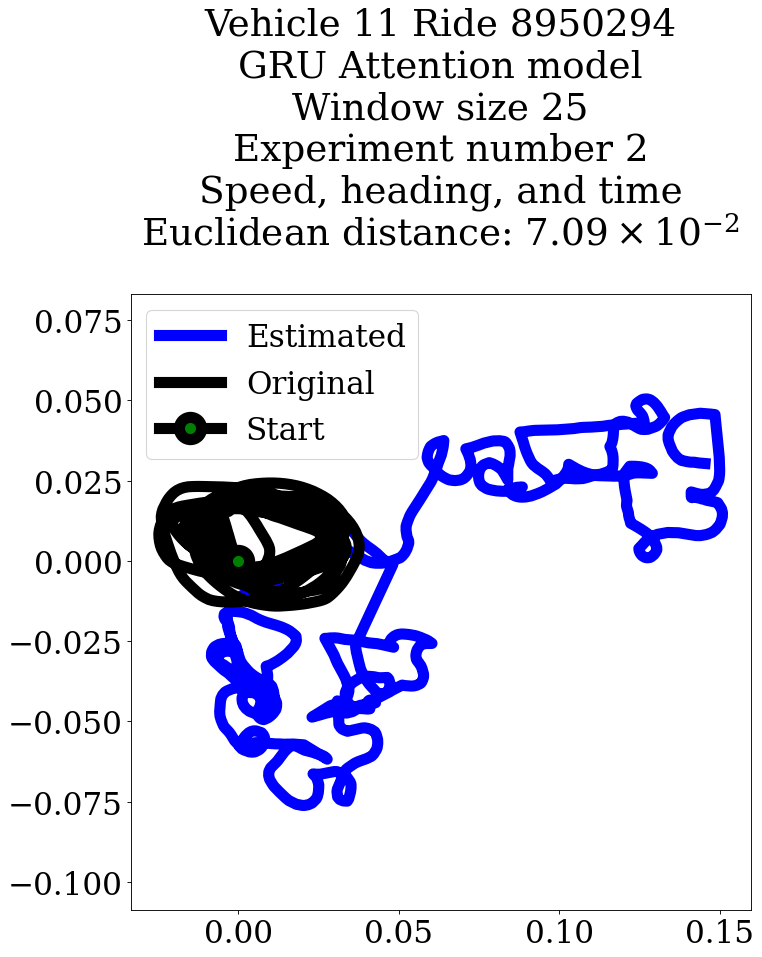 Vehicle 11 Ride 8950294
GRU Attention model
Window size 25
Experiment number 2
Speed, heading, and time
Euclidean distance: 7.09 × 10⁻²
Estimated
Original
Start
0.075
0.050
0.025
0.000
−0.025
−0.050
−0.075
−0.100
0.00 0.05 0.10 0.15